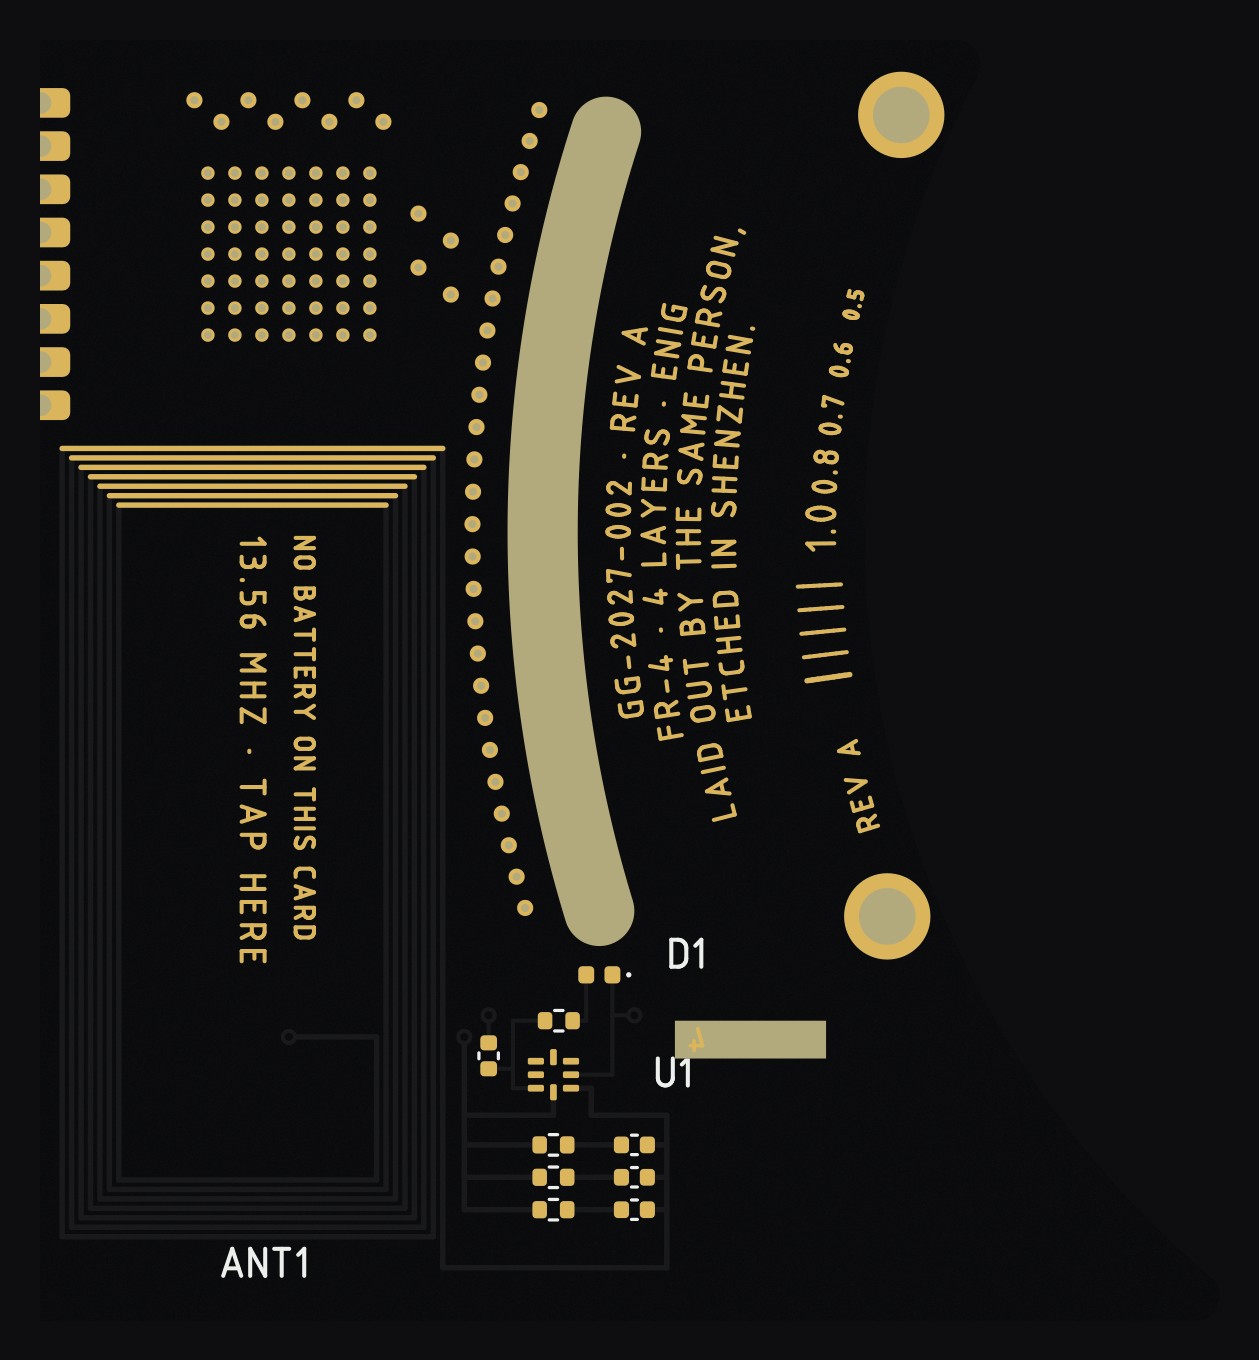 GG-2027-002 · REV A
FR-4 · 4 LAYERS · ENIG
LAID OUT BY THE SAME PERSON,
ETCHED IN SHENZHEN.
1.0 0.8 0.7 0.6 0.5
REV A
NO BATTERY ON THIS CARD
13.56 MHZ · TAP HERE
D1
4
U1
ANT1